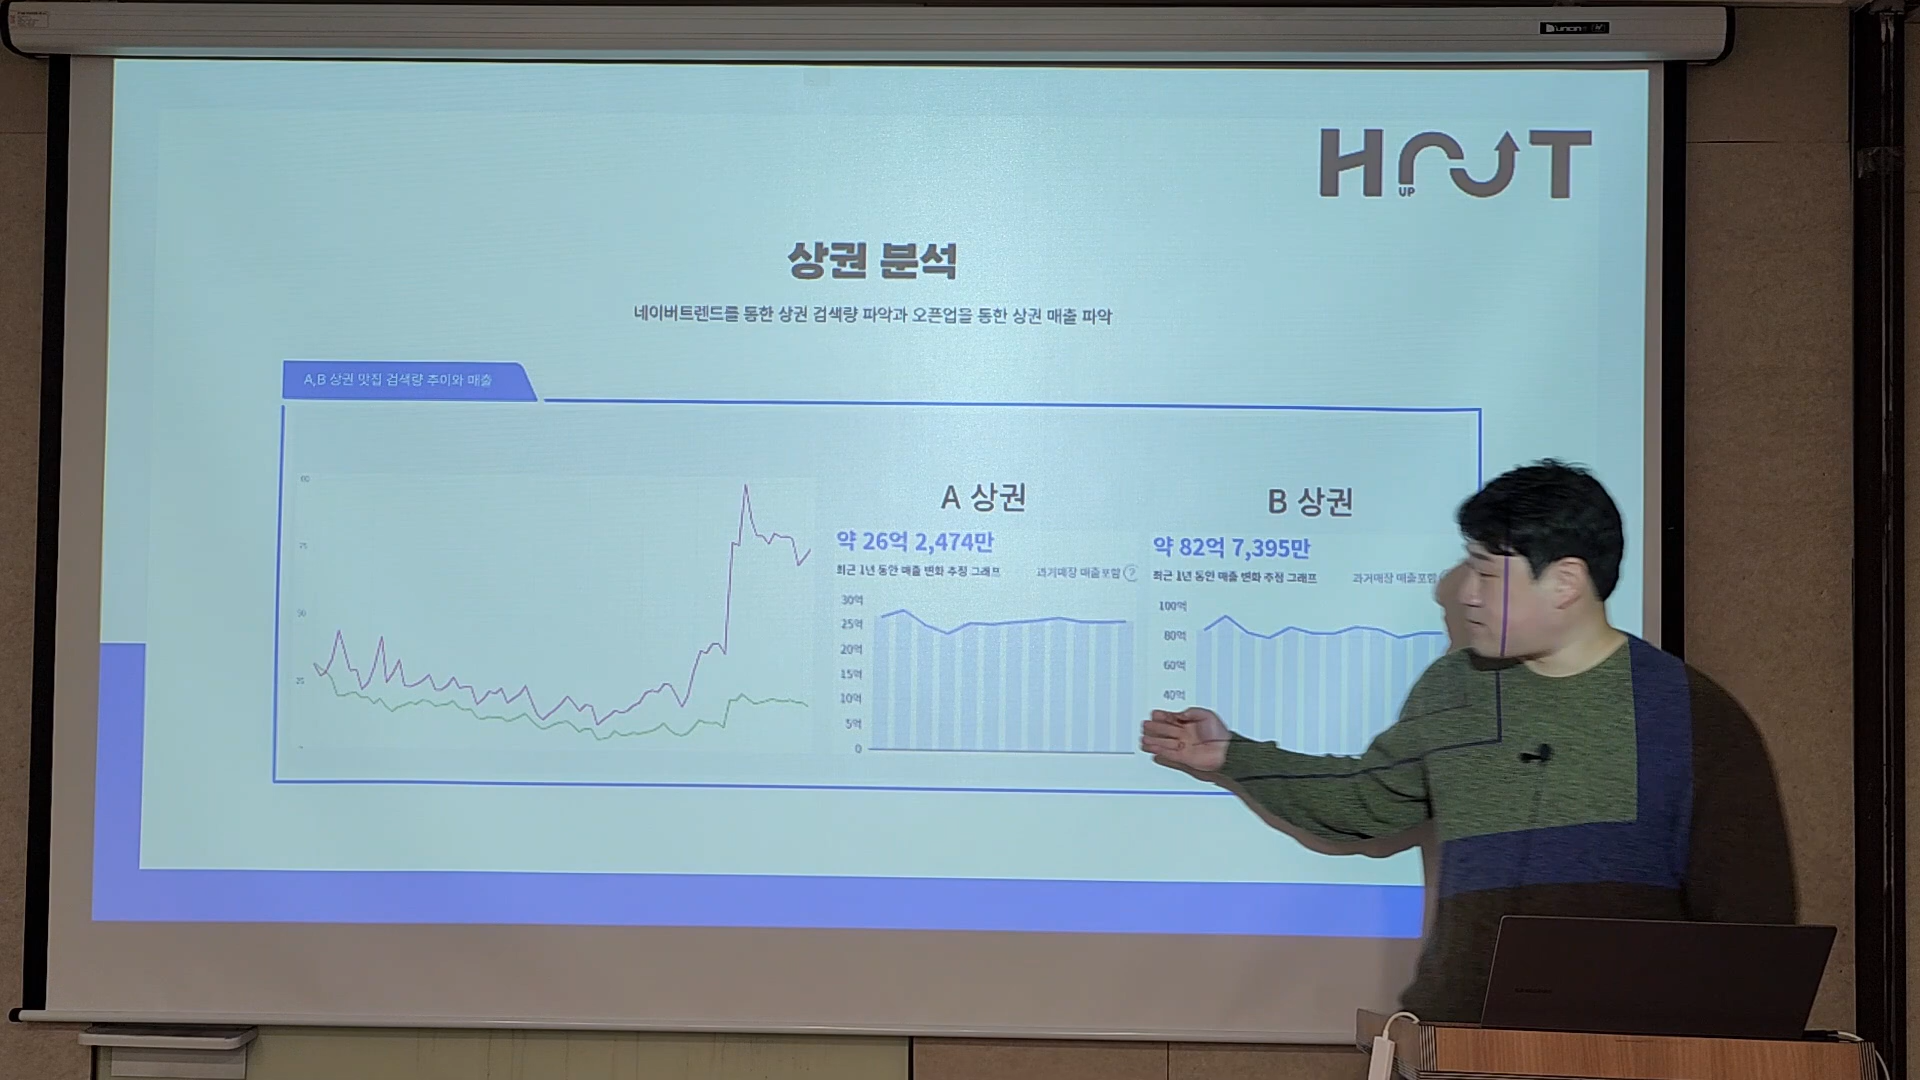 HOUT
UP
상권 분석
네이버트렌드를 통한 상권 검색량 파악과 오픈업을 통한 상권 매출 파악
A,B 상권 맛집 검색량 추이와 매출
75
50
25
A 상권
약 26억 2,474만
최근 1년 동안 매출 변화 추정 그래프 과거매장 매출포함 ?
30억
25억
20억
15억
10억
5억
0
B 상권
약 82억 7,395만
최근 1년 동안 매출 변화 추정 그래프 과거매장 매출포함
100억
80억
60억
40억